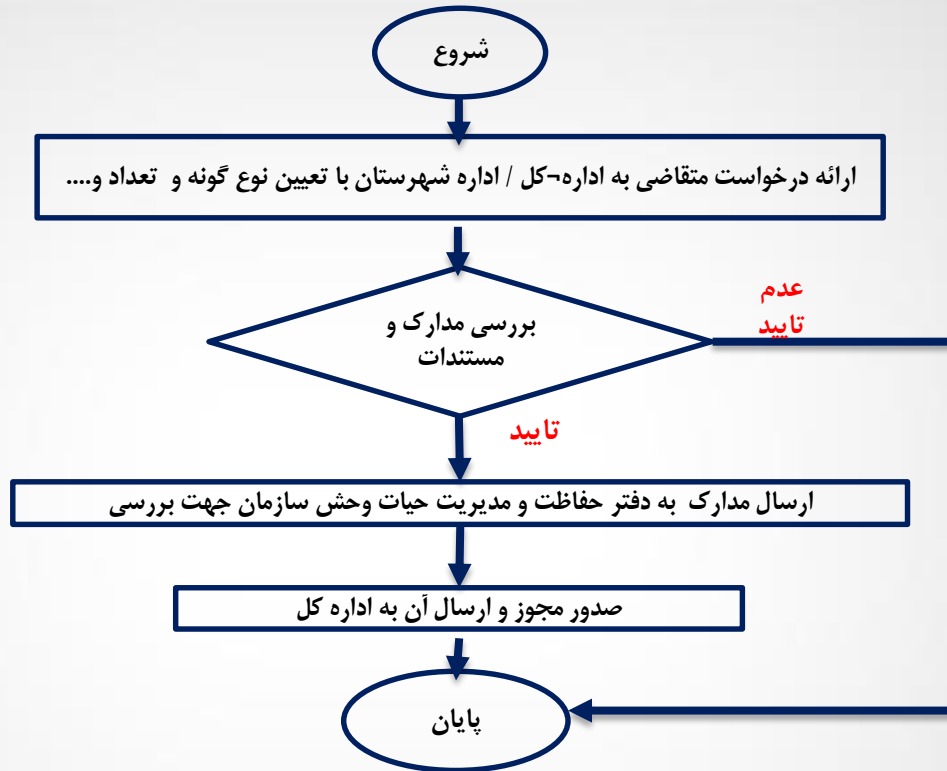 شروع
ارائه درخواست متقاضی به اداره¬کل / اداره شهرستان با تعیین نوع گونه و تعداد و....
بررسی مدارک و
مستندات
عدم
تایید
تایید
ارسال مدارک به دفتر حفاظت و مدیریت حیات وحش سازمان جهت بررسی
صدور مجوز و ارسال آن به اداره کل
پایان